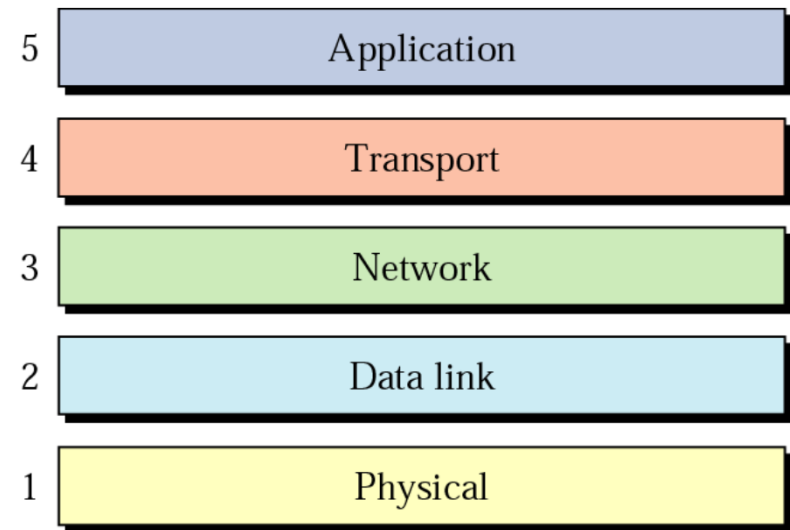 5 Application
4 Transport
3 Network
2 Data link
1 Physical